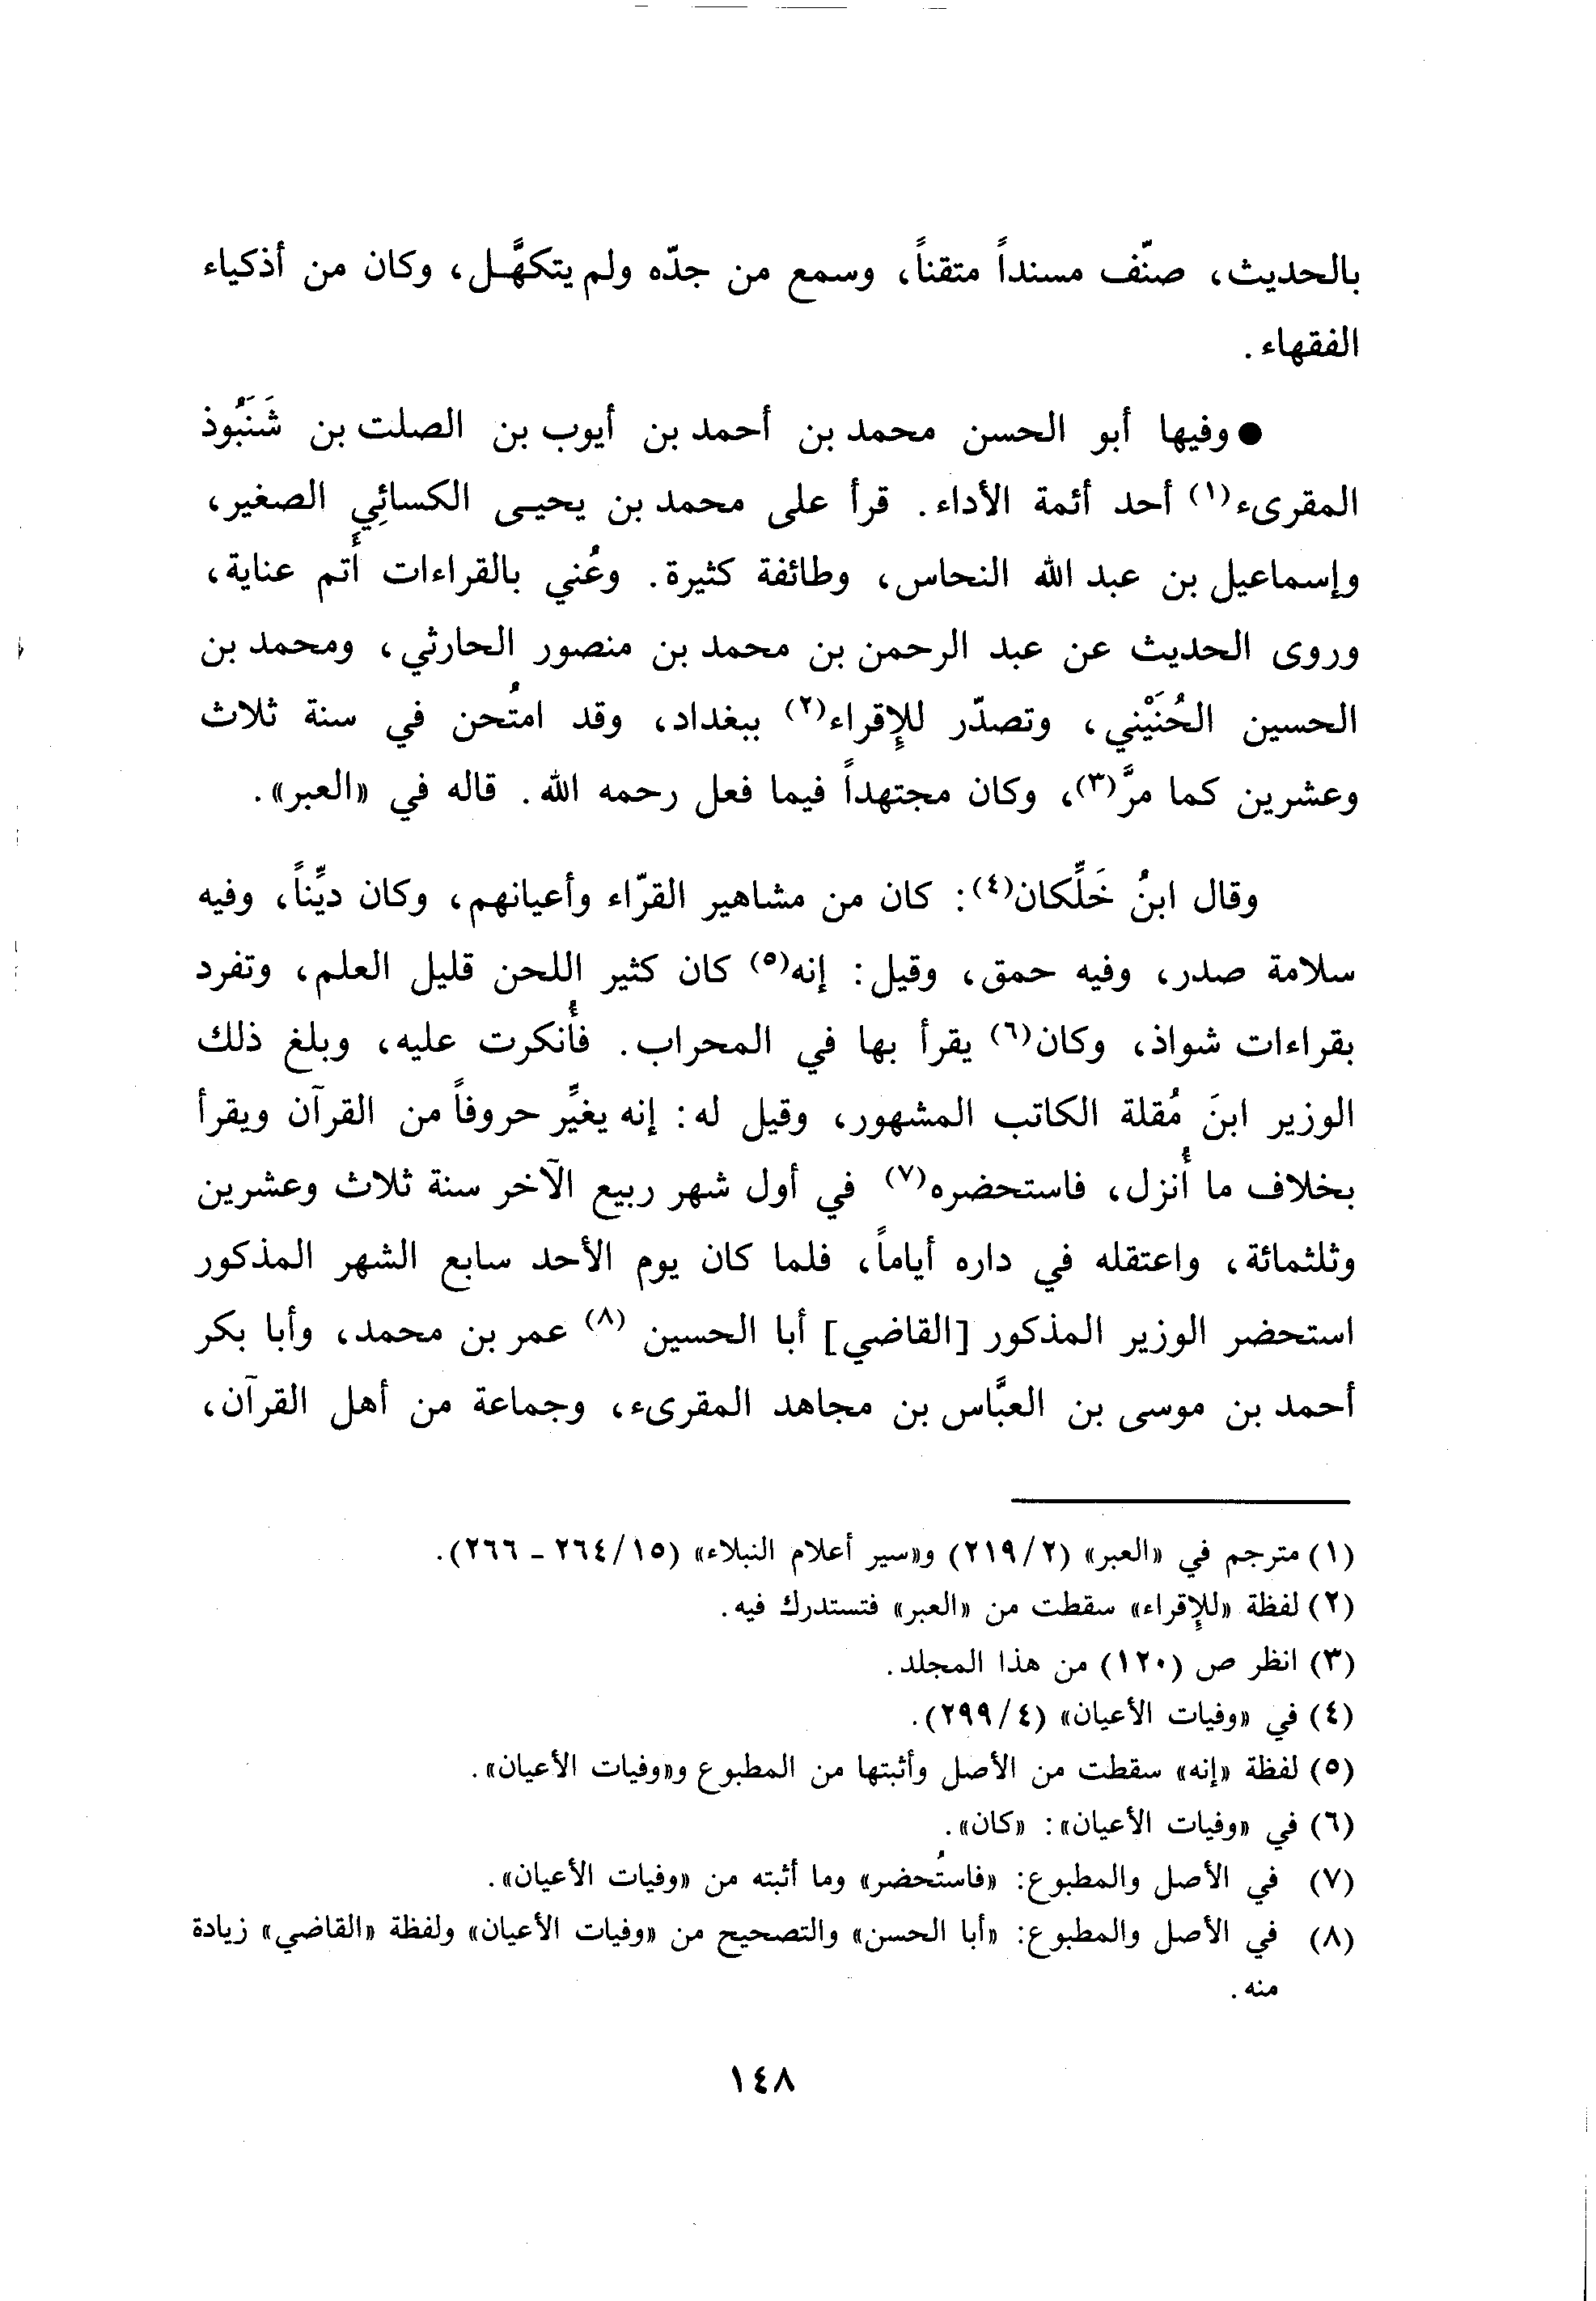 بالحديث، صنّف مسنداً متقناً، وسمع من جدّه ولم يتكهَّل، وكان من أذكياء
الفقهاء.
● وفيها أبو الحسن محمد بن أحمد بن أيوب بن الصلت بن شَنَبُوذ
المقرىء(١) أحد أئمة الأداء. قرأ على محمد بن يحيى الكسائِي الصغير،
وإسماعيل بن عبد الله النحاس، وطائفة كثيرة. وعُني بالقراءات أَتم عناية،
وروى الحديث عن عبد الرحمن بن محمد بن منصور الحارثي، ومحمد بن
الحسين الحُنَيْني، وتصدّر للإقراء(٢) ببغداد، وقد امتُحن في سنة ثلاث
وعشرين كما مرَّ(٣)، وكان مجتهداً فيما فعل رحمه الله. قاله في «العبر».
وقال ابنُ خَلِّكان(٤): كان من مشاهير القرّاء وأعيانهم، وكان ديِّناً، وفيه
سلامة صدر، وفيه حمق، وقيل: إنه(٥) كان كثير اللحن قليل العلم، وتفرد
بقراءات شواذ، وكان(٦) يقرأ بها في المحراب. فأُنكرت عليه، وبلغ ذلك
الوزير ابنَ مُقلة الكاتب المشهور، وقيل له: إنه يغيِّر حروفاً من القرآن ويقرأ
بخلاف ما أُنزل، فاستحضره(٧) في أول شهر ربيع الآخر سنة ثلاث وعشرين
وثلثمائة، واعتقله في داره أياماً، فلما كان يوم الأحد سابع الشهر المذكور
استحضر الوزير المذكور [القاضي] أبا الحسين (٨) عمر بن محمد، وأبا بكر
أحمد بن موسى بن العبَّاس بن مجاهد المقرىء، وجماعة من أهل القرآن،
(١) مترجم في «العبر» (٢/٢١٩) و«سير أعلام النبلاء» (١٥/٢٦٤ - ٢٦٦).
(٢) لفظة «للإقراء» سقطت من «العبر» فتستدرك فيه.
(٣) انظر ص (١٢٠) من هذا المجلد.
(٤) في «وفيات الأعيان» (٤/٢٩٩).
(٥) لفظة «إنه» سقطت من الأصل وأثبتها من المطبوع و«وفيات الأعيان».
(٦) في «وفيات الأعيان»: «كان».
(٧) في الأصل والمطبوع: «فاستُحضر» وما أثبته من «وفيات الأعيان».
(٨) في الأصل والمطبوع: «أبا الحسن» والتصحيح من «وفيات الأعيان» ولفظة «القاضي» زيادة
منه.
١٤٨